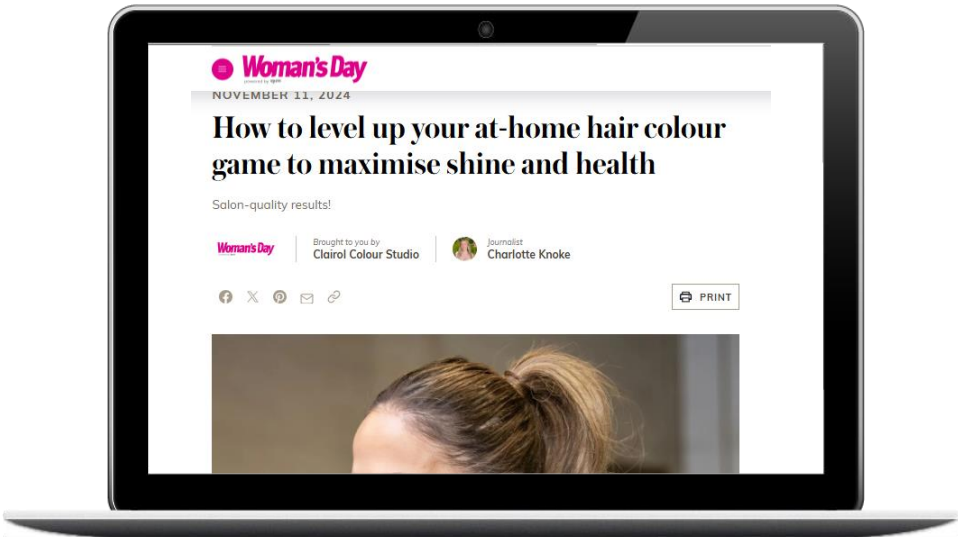 Woman's Day
NOVEMBER 11, 2024
How to level up your at-home hair colour
game to maximise shine and health
Salon-quality results!
Woman's Day
Brought to you by
Clairol Colour Studio
Journalist
Charlotte Knoke
PRINT